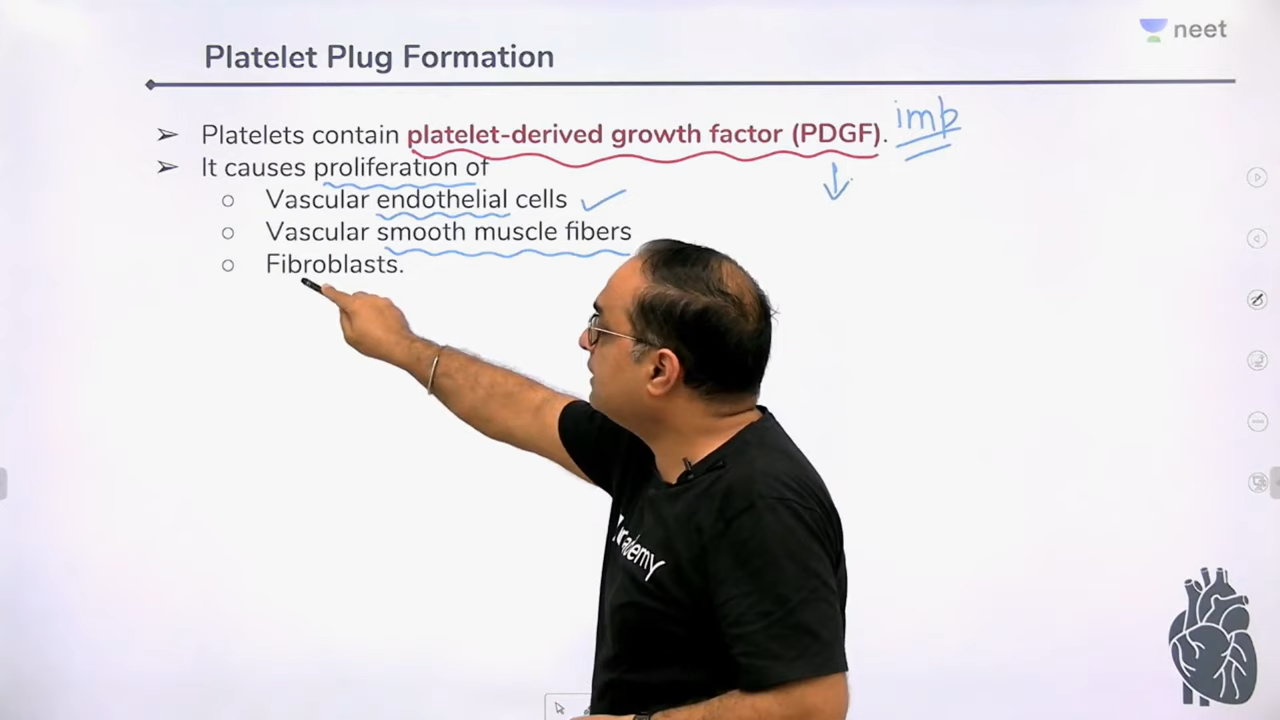 Platelet Plug Formation
neet
➢ Platelets contain platelet-derived growth factor (PDGF). imp
➢ It causes proliferation of
○ Vascular endothelial cells
○ Vascular smooth muscle fibers
○ Fibroblasts.